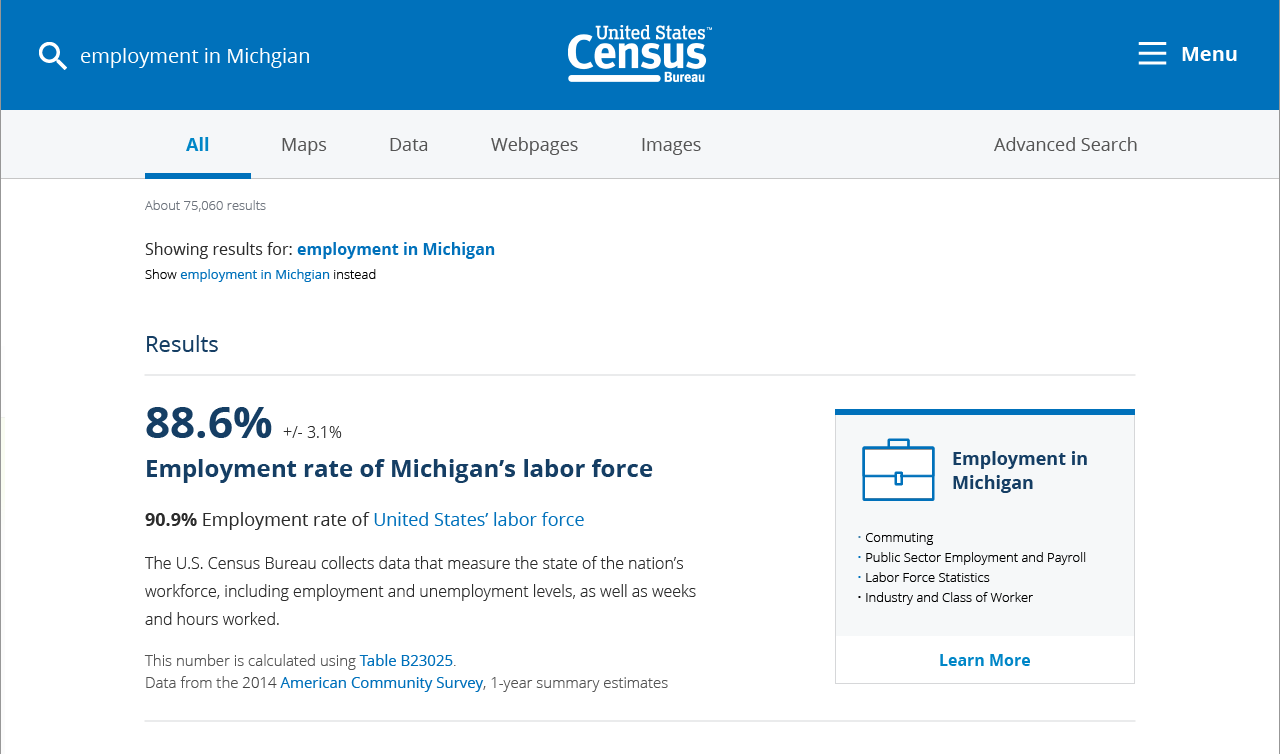 employment in Michgian
United States™
Census
Bureau
Menu
All Maps Data Webpages Images Advanced Search
About 75,060 results
Showing results for: employment in Michigan
Show employment in Michgian instead
Results
88.6% +/- 3.1%
Employment rate of Michigan’s labor force
90.9% Employment rate of United States’ labor force
The U.S. Census Bureau collects data that measure the state of the nation’s
workforce, including employment and unemployment levels, as well as weeks
and hours worked.
This number is calculated using Table B23025.
Data from the 2014 American Community Survey, 1-year summary estimates
Employment in
Michigan
· Commuting
· Public Sector Employment and Payroll
· Labor Force Statistics
· Industry and Class of Worker
Learn More